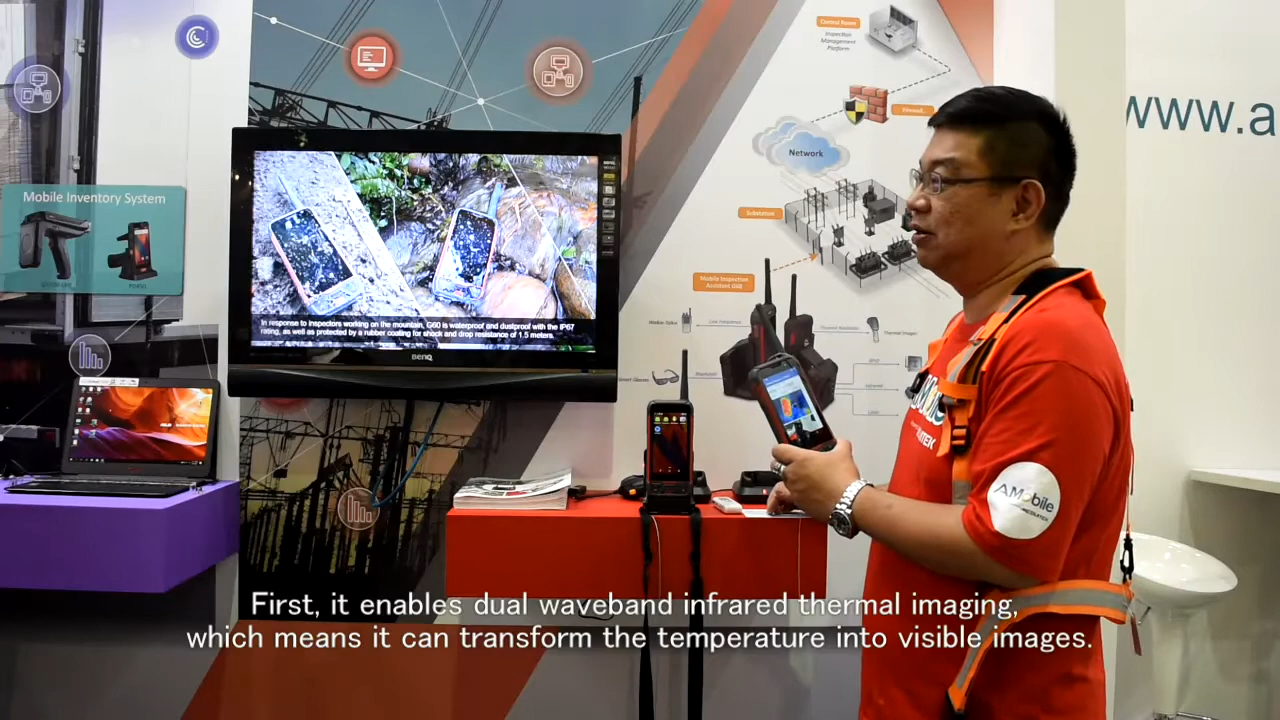 Control Room
Inspection
Management
Platform
Firewall
www.a
Network
Mobile Inventory System
Substation
Mobile Inspection
Assistant G60
Thermal Imager
In response to inspectors working on the mountain, G60 is waterproof and dustproof with the IP67
rating, as well as protected by a rubber coating for shock and drop resistance of 1.5 meters.
BenQ
AMobile
MEDIATEK
First, it enables dual waveband infrared thermal imaging,
which means it can transform the temperature into visible images.